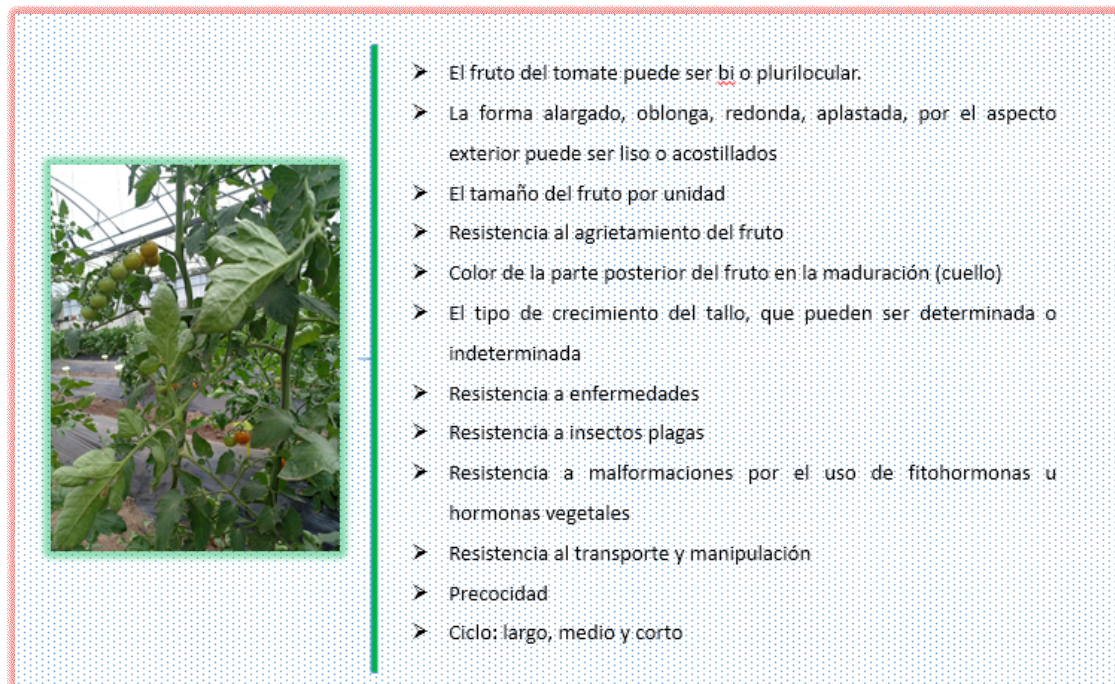 ➤ El fruto del tomate puede ser bi o plurilocular.
➤ La forma alargado, oblonga, redonda, aplastada, por el aspecto
exterior puede ser liso o acostillados
➤ El tamaño del fruto por unidad
➤ Resistencia al agrietamiento del fruto
➤ Color de la parte posterior del fruto en la maduración (cuello)
➤ El tipo de crecimiento del tallo, que pueden ser determinada o
indeterminada
➤ Resistencia a enfermedades
➤ Resistencia a insectos plagas
➤ Resistencia a malformaciones por el uso de fitohormonas u
hormonas vegetales
➤ Resistencia al transporte y manipulación
➤ Precocidad
➤ Ciclo: largo, medio y corto